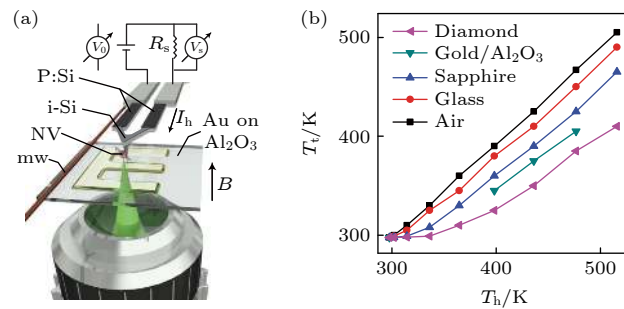 (a)
V₀
Rₛ
Vₛ
P:Si
i-Si
NV
mw
Iₕ
Au on
Al₂O₃
B
(b)
Diamond
Gold/Al₂O₃
Sapphire
Glass
Air
500
400
300
Tₜ/K
300
400
500
Tₕ/K